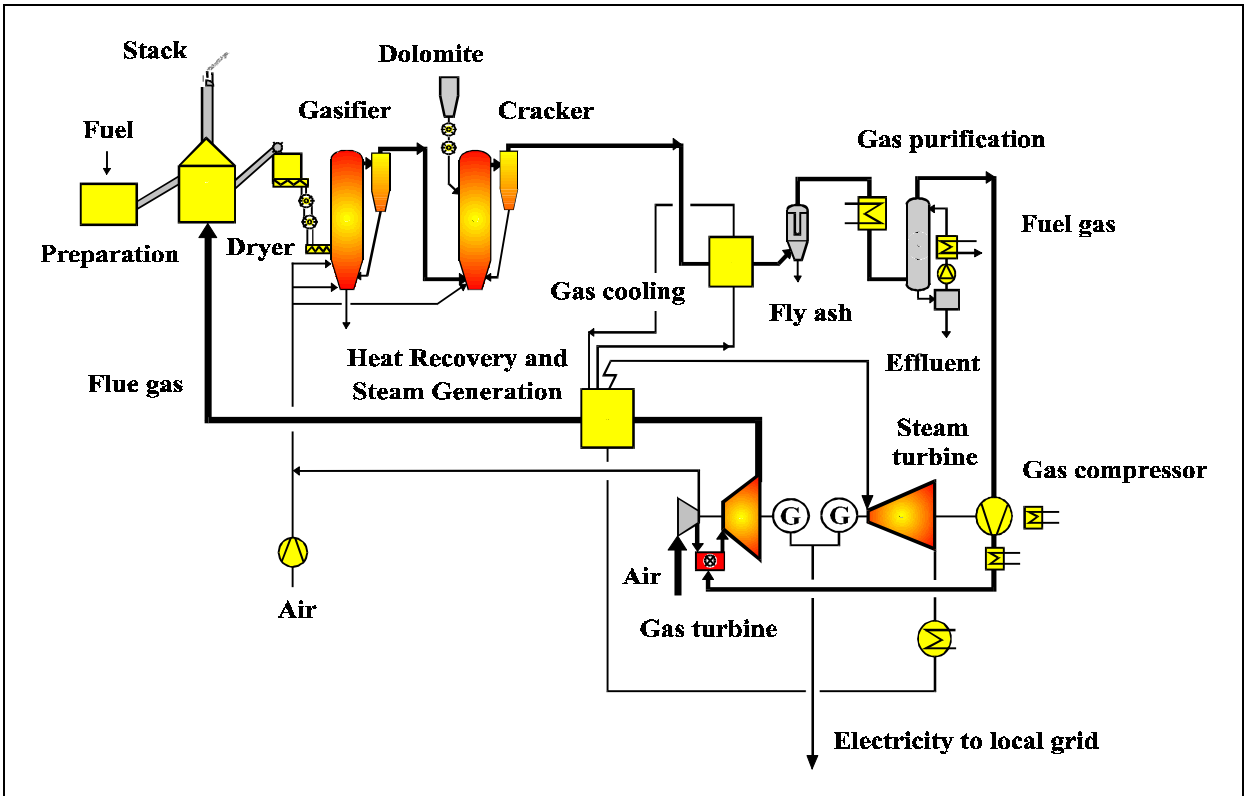 Stack
Dolomite
Gasifier
Cracker
Fuel
Gas purification
Preparation
Dryer
Fuel gas
Gas cooling
Fly ash
Effluent
Heat Recovery and
Steam Generation
Flue gas
Steam
turbine
Gas compressor
G
G
Air
Air
Gas turbine
Electricity to local grid